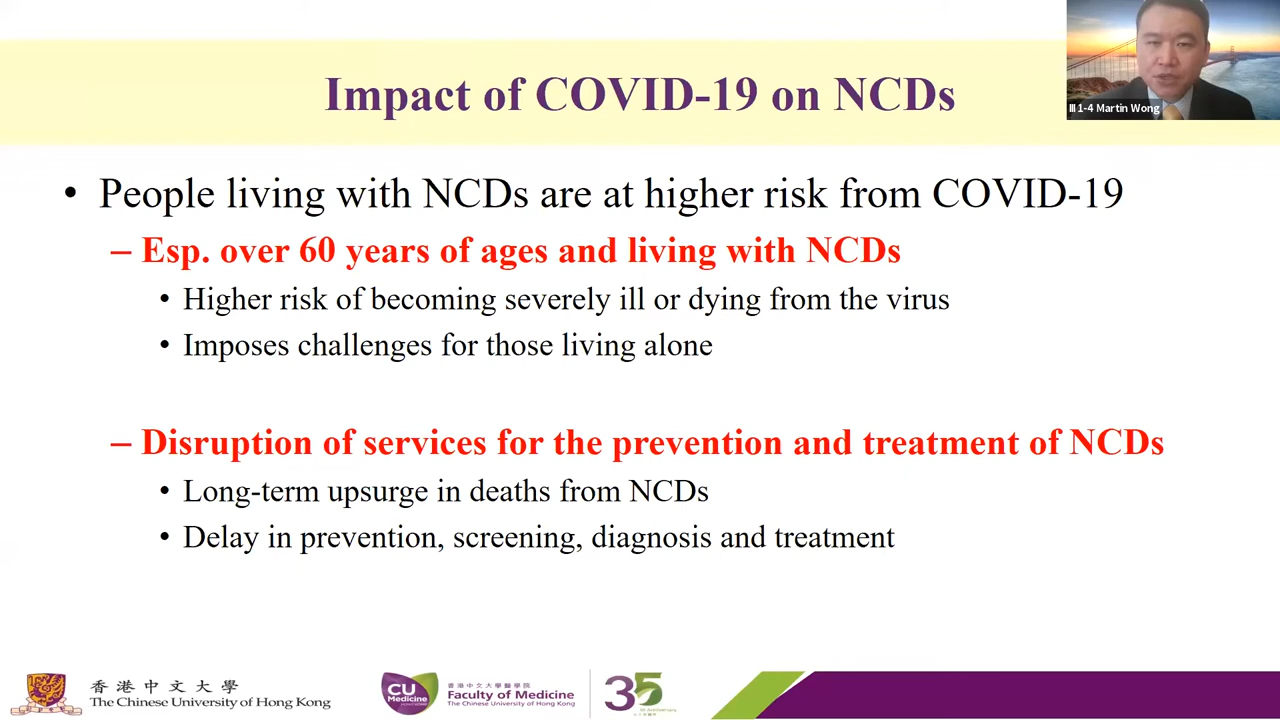 Impact of COVID-19 on NCDs
III 1-4 Martin Wong
• People living with NCDs are at higher risk from COVID-19
– Esp. over 60 years of ages and living with NCDs
• Higher risk of becoming severely ill or dying from the virus
• Imposes challenges for those living alone
– Disruption of services for the prevention and treatment of NCDs
• Long-term upsurge in deaths from NCDs
• Delay in prevention, screening, diagnosis and treatment
香港中文大學
The Chinese University of Hong Kong
CU
Medicine
香港中文大學醫學院
Faculty of Medicine
The Chinese University of Hong Kong
35
th Anniversary